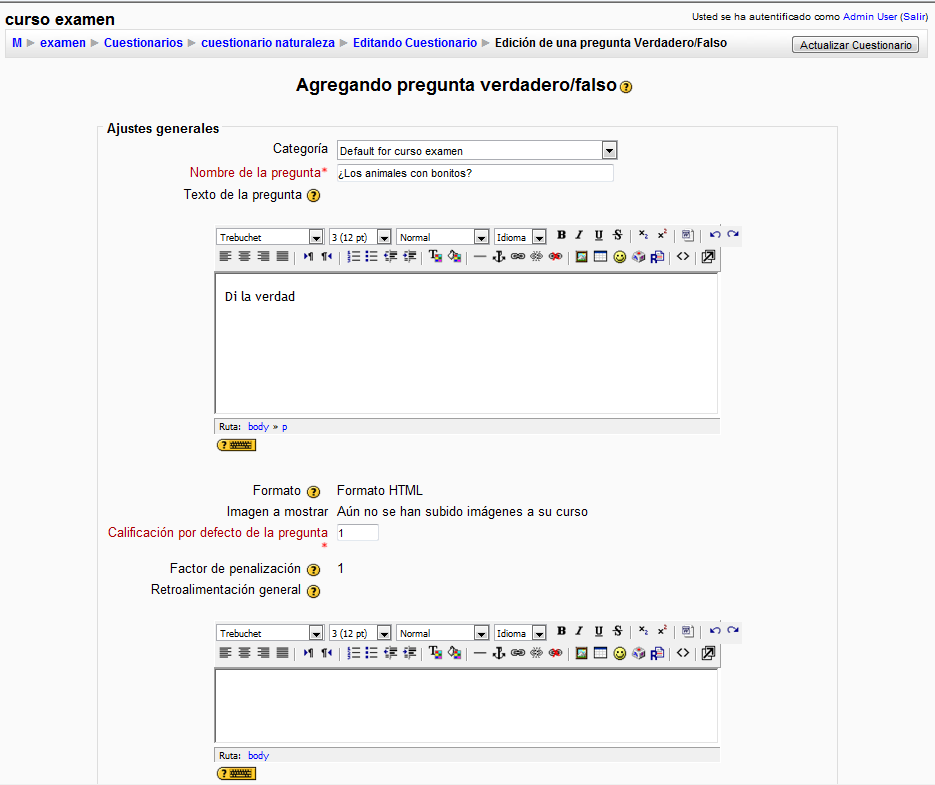 curso examen
Usted se ha autentificado como Admin User (Salir)
M ► examen ► Cuestionarios ► cuestionario naturaleza ► Editando Cuestionario ► Edición de una pregunta Verdadero/Falso
Actualizar Cuestionario
Agregando pregunta verdadero/falso ?
Ajustes generales
Categoría Default for curso examen
Nombre de la pregunta* ¿Los animales con bonitos?
Texto de la pregunta ?
Trebuchet 3 (12 pt) Normal Idioma B I U S x₂ x²
Di la verdad
Ruta: body » p
?
Formato ? Formato HTML
Imagen a mostrar Aún no se han subido imágenes a su curso
Calificación por defecto de la pregunta 1
*
Factor de penalización ? 1
Retroalimentación general ?
Trebuchet 3 (12 pt) Normal Idioma B I U S x₂ x²
Ruta: body
?